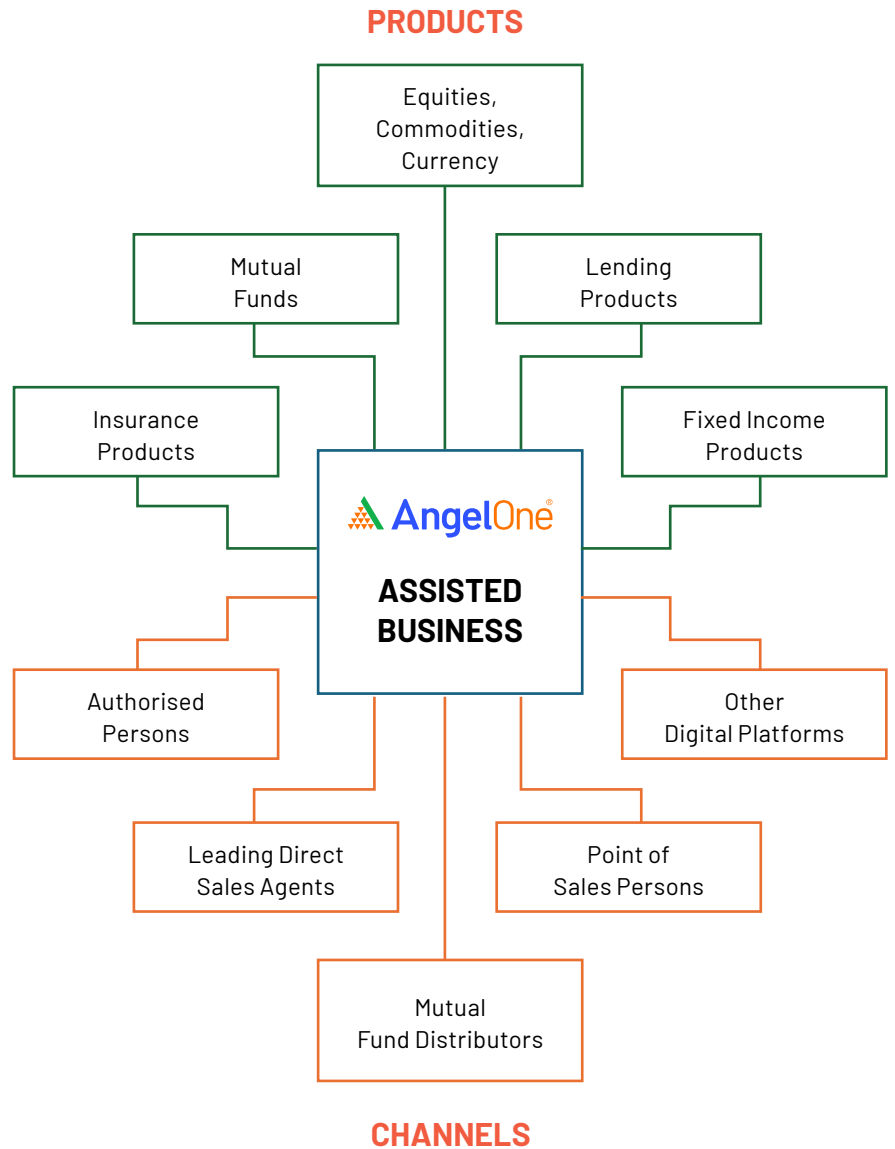 PRODUCTS
Equities,
Commodities,
Currency
Mutual
Funds
Lending
Products
Insurance
Products
Fixed Income
Products
AngelOne®
ASSISTED
BUSINESS
Authorised
Persons
Other
Digital Platforms
Leading Direct
Sales Agents
Point of
Sales Persons
Mutual
Fund Distributors
CHANNELS